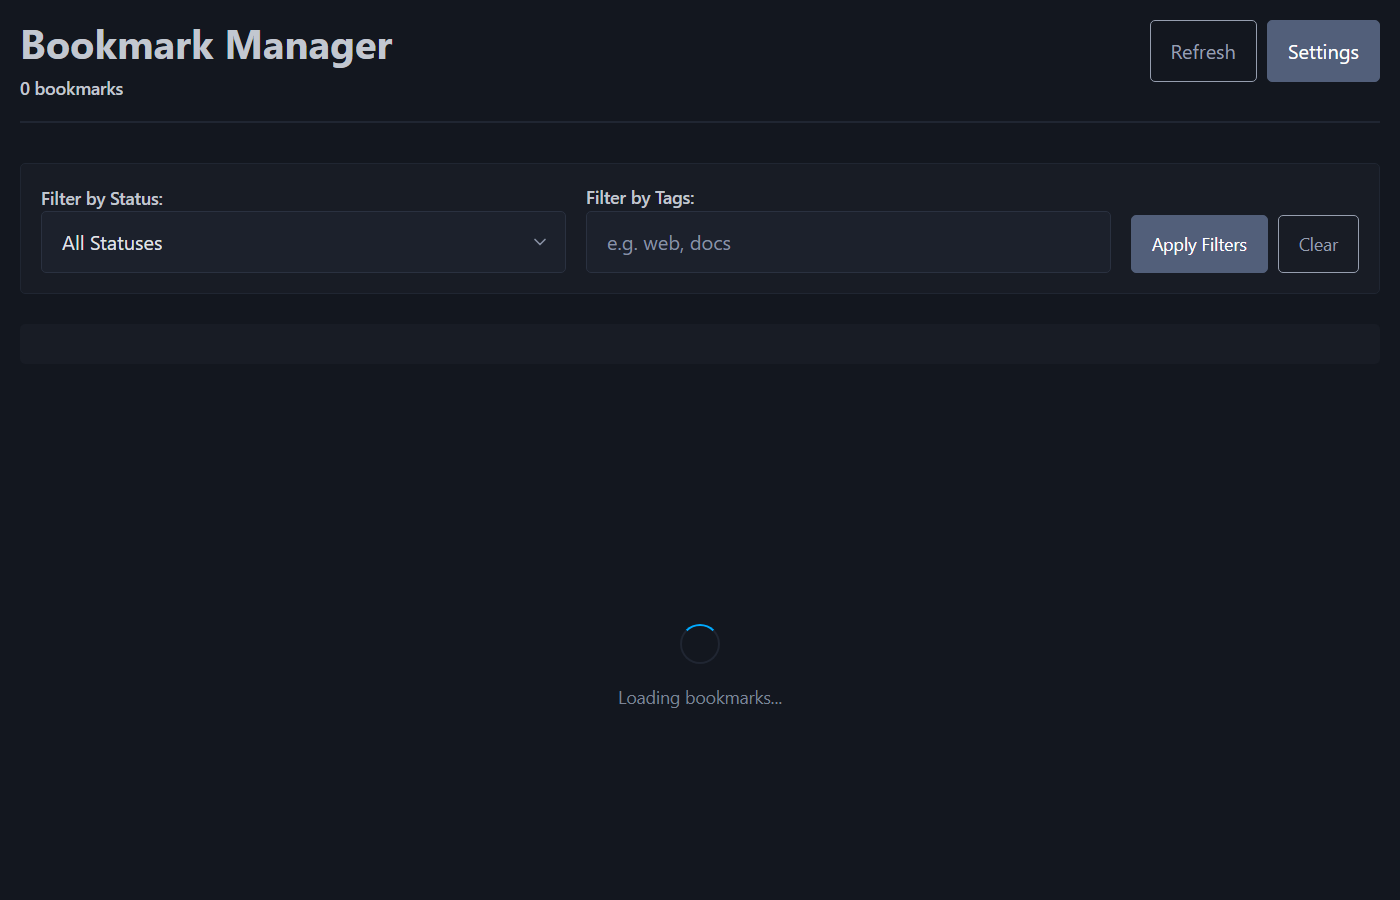 Bookmark Manager
0 bookmarks
Refresh
Settings
Filter by Status:
All Statuses
Filter by Tags:
e.g. web, docs
Apply Filters
Clear
Loading bookmarks...